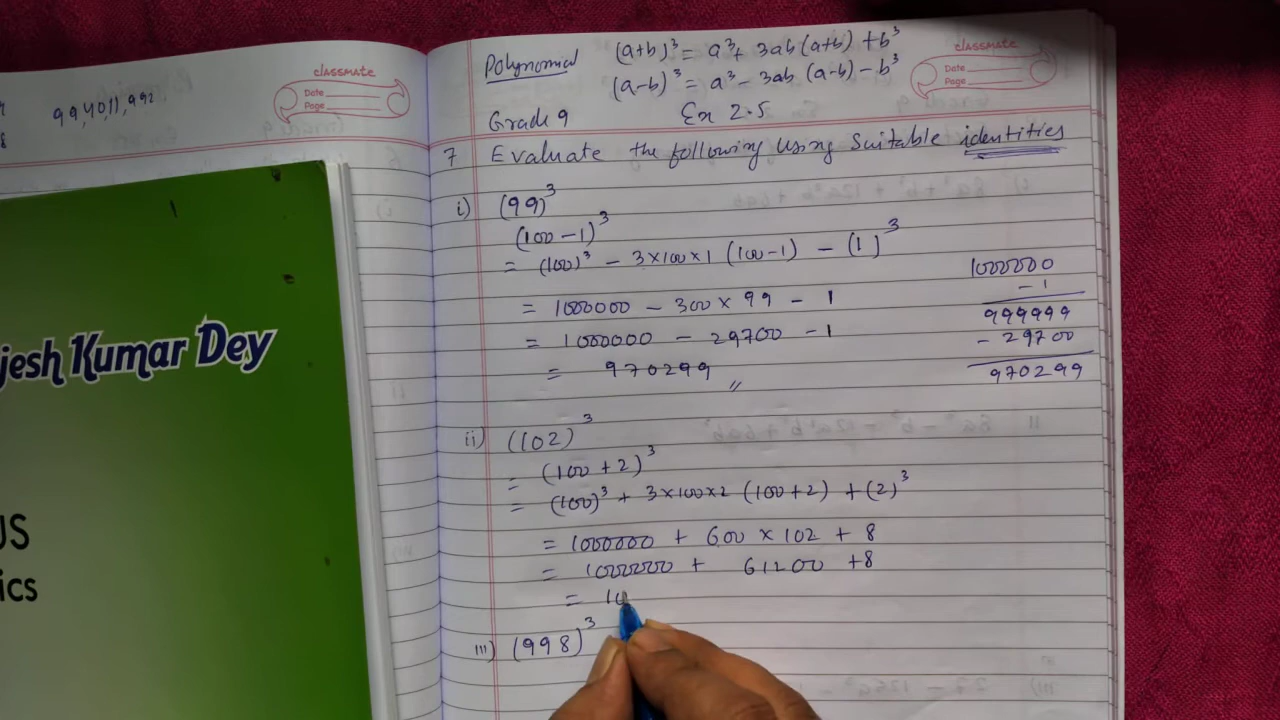 99,40,11,992
classmate
Date
Page
jesh Kumar Dey
US
ics
Polynomial (a+b)³ = a³+ 3ab(a+b) + b³
(a-b)³ = a³ - 3ab (a-b) - b³
classmate
Date
Page
Grade 9 Ex 2.5
7 Evaluate the following using suitable identities
i) (99)³
(100 - 1)³
= (100)³ - 3×100×1 (100-1) - (1)³
= 1000000 - 300 × 99 - 1
= 1000000 - 29700 - 1
= 970299 //
1000000
- 1
999999
- 29700
970299
ii) (102)³
= (100 + 2)³
= (100)³ + 3×100×2 (100+2) + (2)³
= 1000000 + 600 × 102 + 8
= 1000000 + 61200 + 8
= 10
iii) (998)³